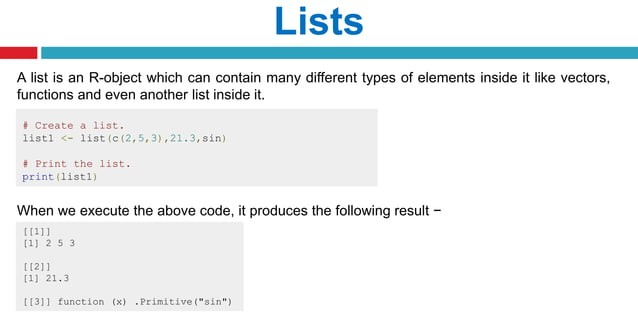 Lists
A list is an R-object which can contain many different types of elements inside it like vectors,
functions and even another list inside it.
# Create a list.
list1 <- list(c(2,5,3),21.3,sin)
# Print the list.
print(list1)
When we execute the above code, it produces the following result −
[[1]]
[1] 2 5 3
[[2]]
[1] 21.3
[[3]] function (x) .Primitive("sin")